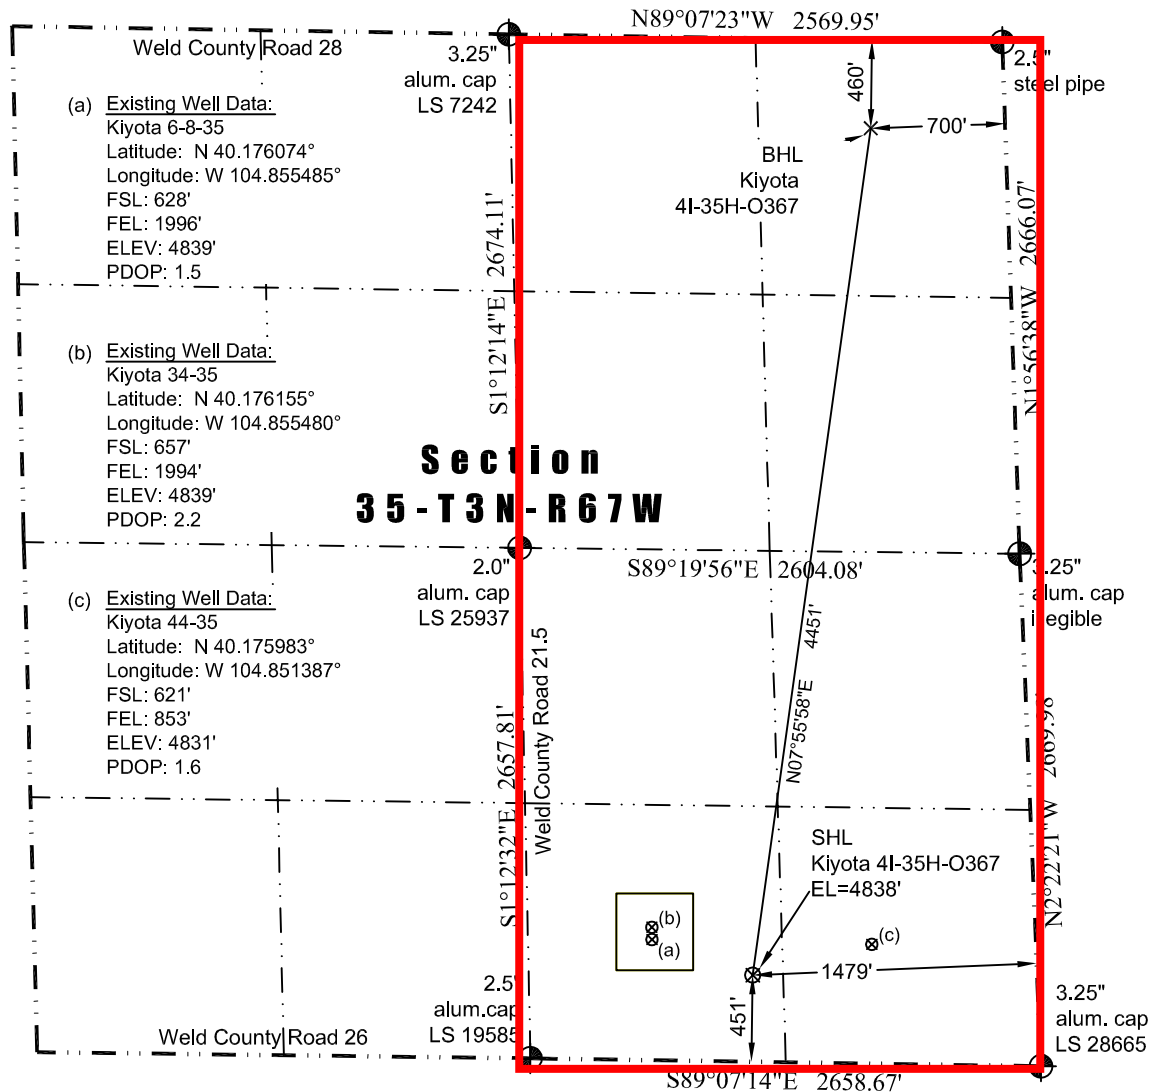 N89°07'23"W 2569.95'
Weld County Road 28
3.25"
alum. cap
LS 7242
2.5"
steel pipe
460'
700'
(a) Existing Well Data:
Kiyota 6-8-35
Latitude: N 40.176074°
Longitude: W 104.855485°
FSL: 628'
FEL: 1996'
ELEV: 4839'
PDOP: 1.5
BHL
Kiyota
4I-35H-O367
S1°12'14"E 2674.11'
N1°56'38"W 2666.07'
(b) Existing Well Data:
Kiyota 34-35
Latitude: N 40.176155°
Longitude: W 104.855480°
FSL: 657'
FEL: 1994'
ELEV: 4839'
PDOP: 2.2
Section
35-T3N-R67W
2.0"
alum. cap
LS 25937
S89°19'56"E 2604.08'
3.25"
alum. cap
illegible
(c) Existing Well Data:
Kiyota 44-35
Latitude: N 40.175983°
Longitude: W 104.851387°
FSL: 621'
FEL: 853'
ELEV: 4831'
PDOP: 1.6
N07°55'58"E 4451'
S1°12'32"E 2657.81'
Weld County Road 21.5
N2°22'21"W 2669.98'
SHL
Kiyota 4I-35H-O367
EL=4838'
(b)
(a)
(c)
1479'
451'
2.5"
alum.cap
LS 19585
Weld County Road 26
3.25"
alum. cap
LS 28665
S89°07'14"E 2658.67'